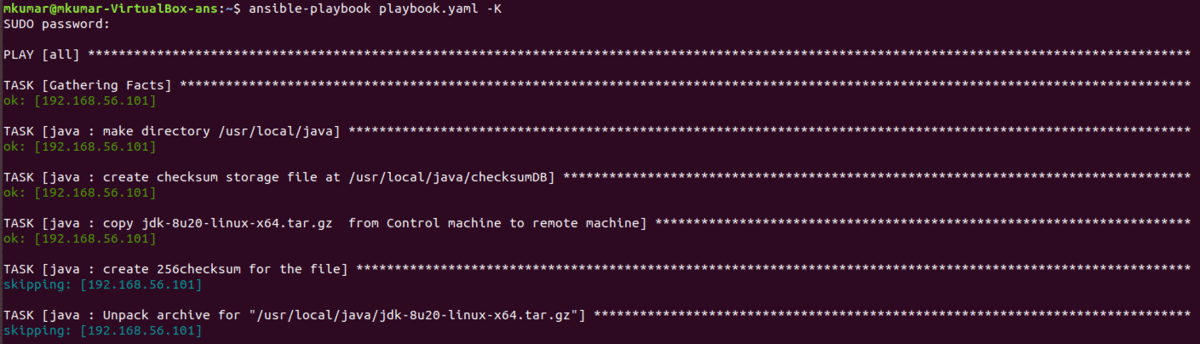 mkumar@mkumar-VirtualBox-ans:~$ ansible-playbook playbook.yaml -K
SUDO password:
PLAY [all] ************************************************************************************************************************************************
TASK [Gathering Facts] ************************************************************************************************************************************
ok: [192.168.56.101]
TASK [java : make directory /usr/local/java] **************************************************************************************************************
ok: [192.168.56.101]
TASK [java : create checksum storage file at /usr/local/java/checksumDB] **********************************************************************************
ok: [192.168.56.101]
TASK [java : copy jdk-8u20-linux-x64.tar.gz  from Control machine to remote machine] **********************************************************************
ok: [192.168.56.101]
TASK [java : create 256checksum for the file] *************************************************************************************************************
skipping: [192.168.56.101]
TASK [java : Unpack archive for "/usr/local/java/jdk-8u20-linux-x64.tar.gz"] ******************************************************************************
skipping: [192.168.56.101]